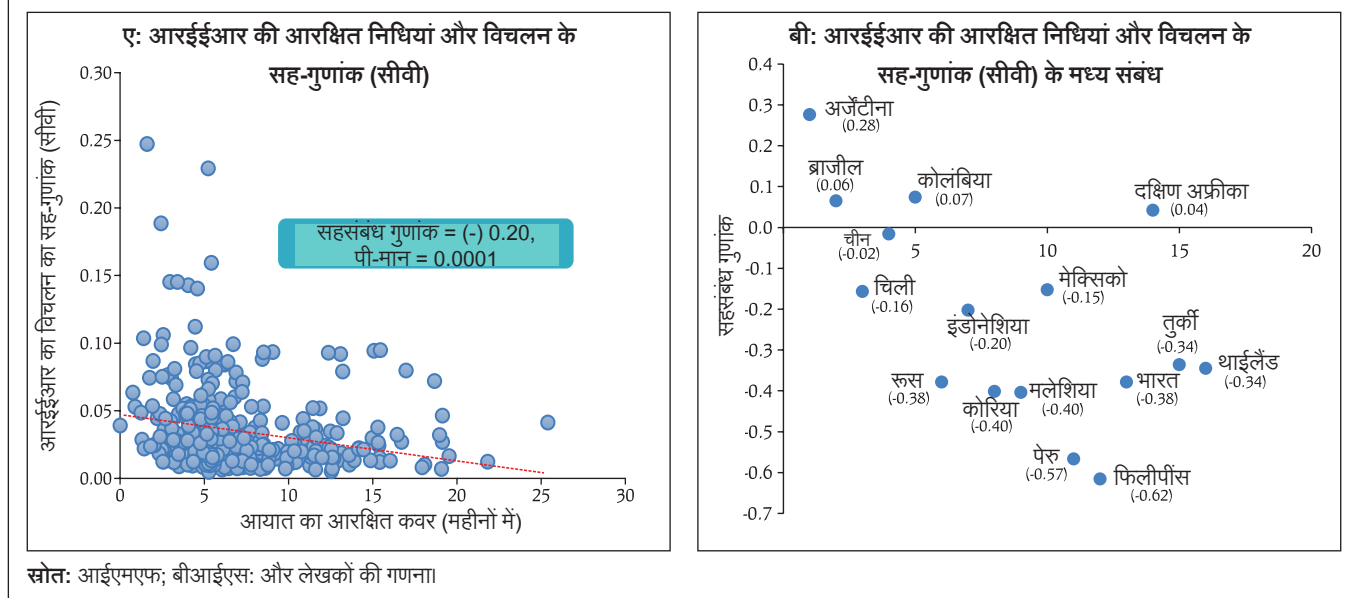 ए: आरईईआर की आरक्षित निधियां और विचलन के
सह-गुणांक (सीवी)
आरईईआर का विचलन का सह-गुणांक (सीवी)
0.30
0.25
0.20
0.15
0.10
0.05
0.00
सहसंबंध गुणांक = (-) 0.20,
पी-मान = 0.0001
0 5 10 15 20 25 30
आयात का आरक्षित कवर (महीनों में)
बी: आरईईआर की आरक्षित निधियां और विचलन के
सह-गुणांक (सीवी) के मध्य संबंध
सहसंबंध गुणांक
0.4
0.3
0.2
0.1
0.0
-0.1
-0.2
-0.3
-0.4
-0.5
-0.6
-0.7
5 10 15 20
अर्जेंटीना
(0.28)
ब्राजील
(0.06)
कोलंबिया
(0.07)
दक्षिण अफ्रीका
(0.04)
चीन
(-0.02)
चिली
(-0.16)
मेक्सिको
(-0.15)
इंडोनेशिया
(-0.20)
तुर्की
(-0.34)
थाईलैंड
(-0.34)
रूस
(-0.38)
कोरिया
(-0.40)
मलेशिया
(-0.40)
भारत
(-0.38)
पेरु
(-0.57)
फिलीपींस
(-0.62)
स्रोत: आईएमएफ; बीआईएस: और लेखकों की गणना।